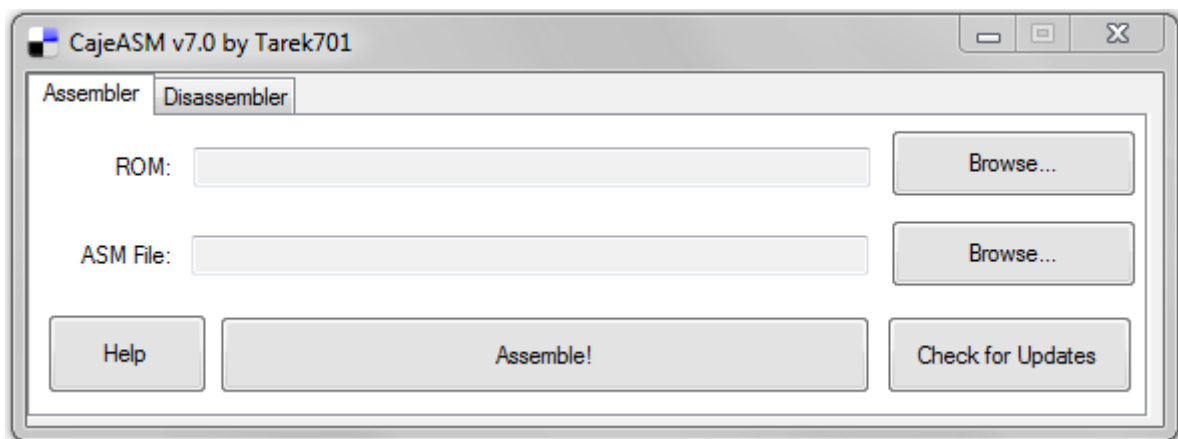 CajeASM v7.0 by Tarek701
Assembler Disassembler
ROM: Browse...
ASM File: Browse...
Help Assemble! Check for Updates